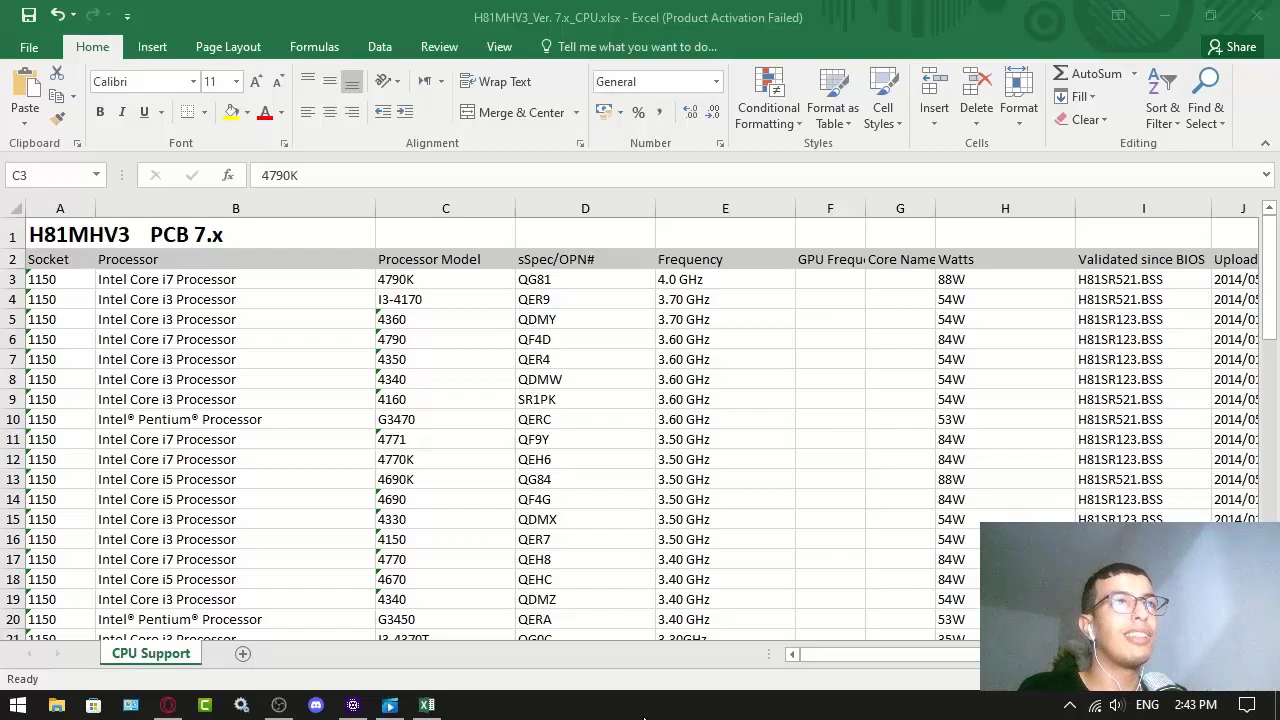 H81MHV3_Ver. 7.x_CPU.xlsx - Excel (Product Activation Failed)
File Home Insert Page Layout Formulas Data Review View Tell me what you want to do... Share
Paste Calibri 11 Wrap Text General Conditional Formatting Format as Table Cell Styles Insert Delete Format AutoSum Sort & Filter Find & Select
B I U A Merge & Center % Fill Clear
Clipboard Font Alignment Number Styles Cells Editing
C3 fx 4790K
A B C D E F G H I J
1 H81MHV3 PCB 7.x
2 Socket Processor Processor Model sSpec/OPN# Frequency GPU Frequ Core Name Watts Validated since BIOS Upload
3 1150 Intel Core i7 Processor 4790K QG81 4.0 GHz 88W H81SR521.BSS 2014/05
4 1150 Intel Core i3 Processor I3-4170 QER9 3.70 GHz 54W H81SR521.BSS 2014/05
5 1150 Intel Core i3 Processor 4360 QDMY 3.70 GHz 54W H81SR123.BSS 2014/01
6 1150 Intel Core i7 Processor 4790 QF4D 3.60 GHz 84W H81SR123.BSS 2014/01
7 1150 Intel Core i3 Processor 4350 QER4 3.60 GHz 54W H81SR123.BSS 2014/01
8 1150 Intel Core i3 Processor 4340 QDMW 3.60 GHz 54W H81SR123.BSS 2014/01
9 1150 Intel Core i3 Processor 4160 SR1PK 3.60 GHz 54W H81SR521.BSS 2014/05
10 1150 Intel® Pentium® Processor G3470 QERC 3.60 GHz 53W H81SR521.BSS 2014/05
11 1150 Intel Core i7 Processor 4771 QF9Y 3.50 GHz 84W H81SR123.BSS 2014/01
12 1150 Intel Core i7 Processor 4770K QEH6 3.50 GHz 84W H81SR123.BSS 2014/01
13 1150 Intel Core i5 Processor 4690K QG84 3.50 GHz 88W H81SR521.BSS 2014/05
14 1150 Intel Core i5 Processor 4690 QF4G 3.50 GHz 84W H81SR123.BSS 2014/01
15 1150 Intel Core i3 Processor 4330 QDMX 3.50 GHz 54W H81SR123.BSS 2014/01
16 1150 Intel Core i3 Processor 4150 QER7 3.50 GHz 54W
17 1150 Intel Core i7 Processor 4770 QEH8 3.40 GHz 84W
18 1150 Intel Core i5 Processor 4670 QEHC 3.40 GHz 84W
19 1150 Intel Core i3 Processor 4340 QDMZ 3.40 GHz 54W
20 1150 Intel® Pentium® Processor G3450 QERA 3.40 GHz 53W
21 1150 Intel Core i3 Processor I3-4370T QG0C 3.30GHz 35W
CPU Support
Ready
ENG 2:43 PM